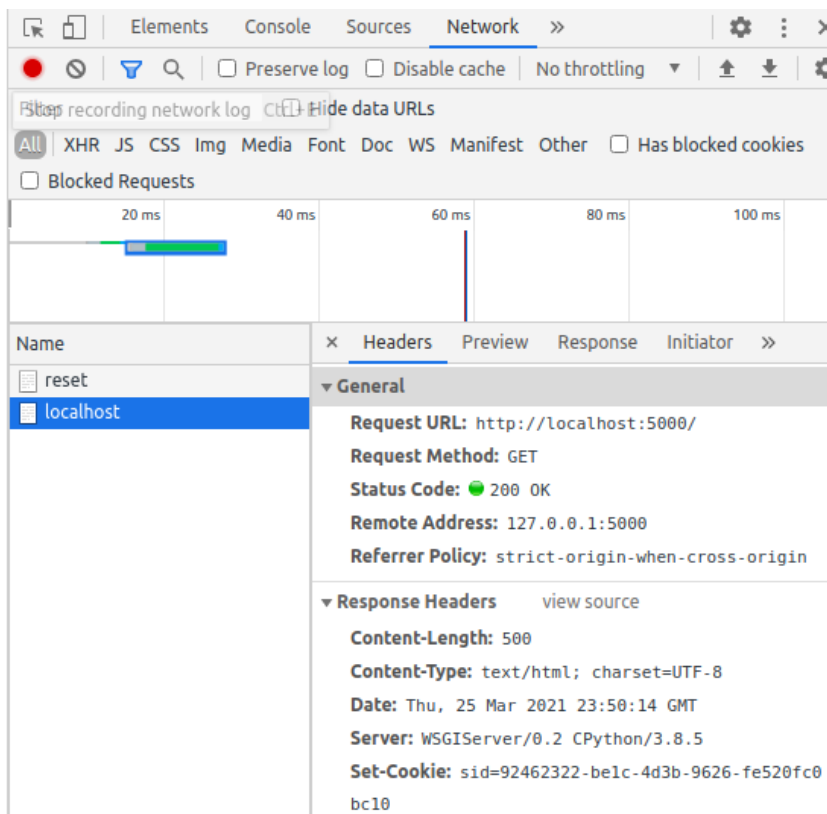 Elements Console Sources Network »
Preserve log Disable cache No throttling ▼
Filter Stop recording network log Ctrl+E Hide data URLs
All XHR JS CSS Img Media Font Doc WS Manifest Other Has blocked cookies
Blocked Requests
20 ms 40 ms 60 ms 80 ms 100 ms
Name
reset
localhost
× Headers Preview Response Initiator »
▾ General
Request URL: http://localhost:5000/
Request Method: GET
Status Code: 200 OK
Remote Address: 127.0.0.1:5000
Referrer Policy: strict-origin-when-cross-origin
▾ Response Headers view source
Content-Length: 500
Content-Type: text/html; charset=UTF-8
Date: Thu, 25 Mar 2021 23:50:14 GMT
Server: WSGIServer/0.2 CPython/3.8.5
Set-Cookie: sid=92462322-be1c-4d3b-9626-fe520fc0
bc10